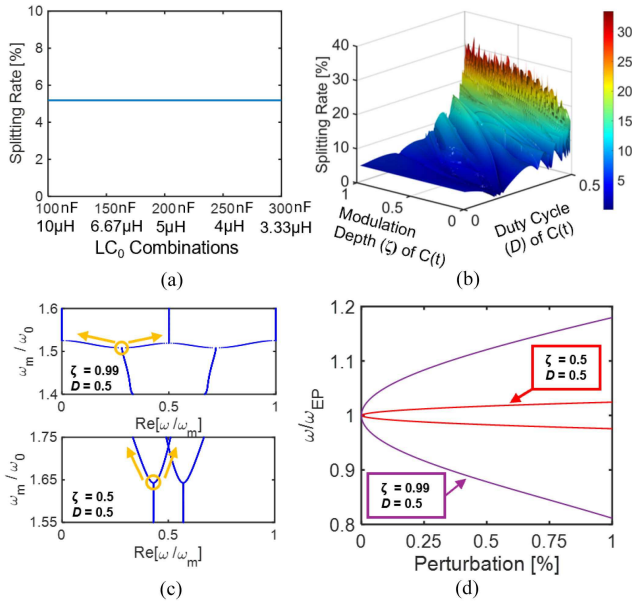 10
8
6
4
2
0
Splitting Rate [%]
100nF 150nF 200nF 250nF 300nF
10μH 6.67μH 5μH 4μH 3.33μH
LC₀ Combinations
(a)
40
30
20
10
0
Splitting Rate [%]
1 0.5 0
Modulation
Depth (ζ) of C(t)
0 0.5
Duty Cycle
(D) of C(t)
30
25
20
15
10
5
(b)
1.6
1.5
1.4
ωm / ω0
ζ = 0.99
D = 0.5
0 0.5 1
Re[ω /ωm]
1.75
1.65
1.55
ωm / ω0
ζ = 0.5
D = 0.5
0 0.5 1
Re[ω /ωm]
(c)
1.2
1.1
1
0.9
0.8
ω/ωEP
ζ = 0.5
D = 0.5
ζ = 0.99
D = 0.5
0 0.25 0.5 0.75 1
Perturbation [%]
(d)